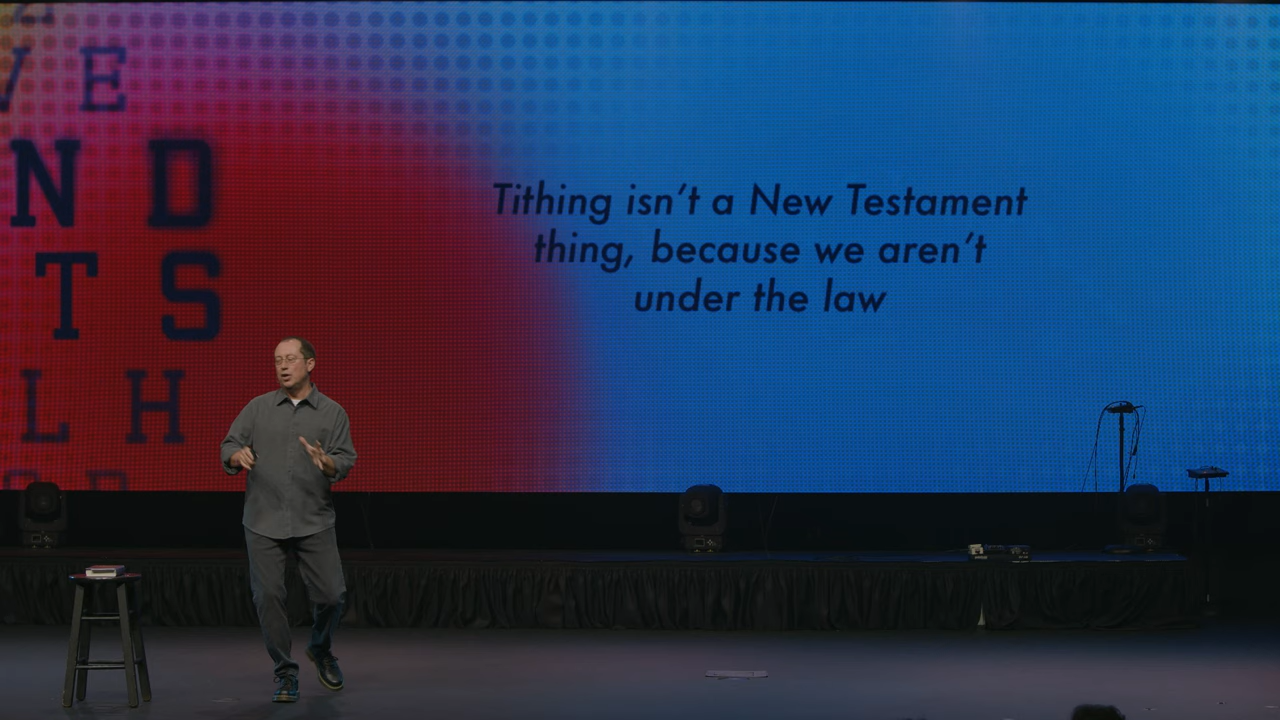 V E
N D
T S
L H
Tithing isn't a New Testament
thing, because we aren't
under the law